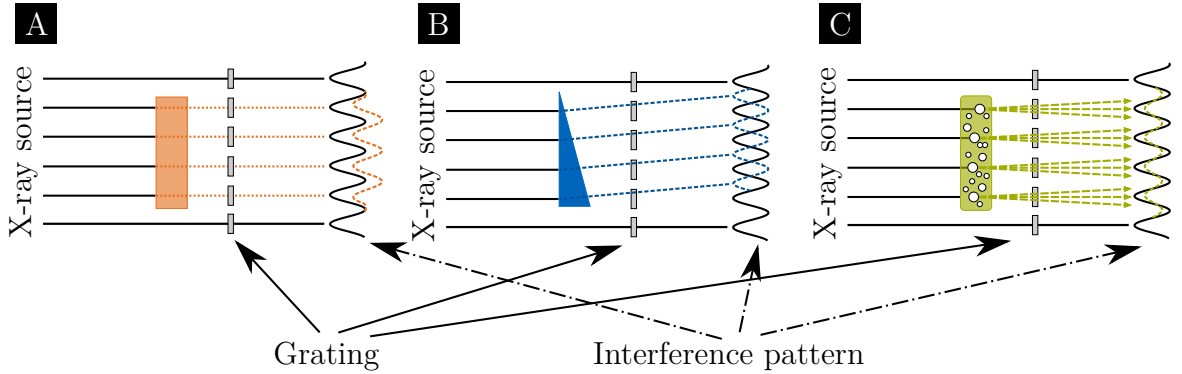 A
B
C
X-ray source
X-ray source
X-ray source
Grating
Interference pattern